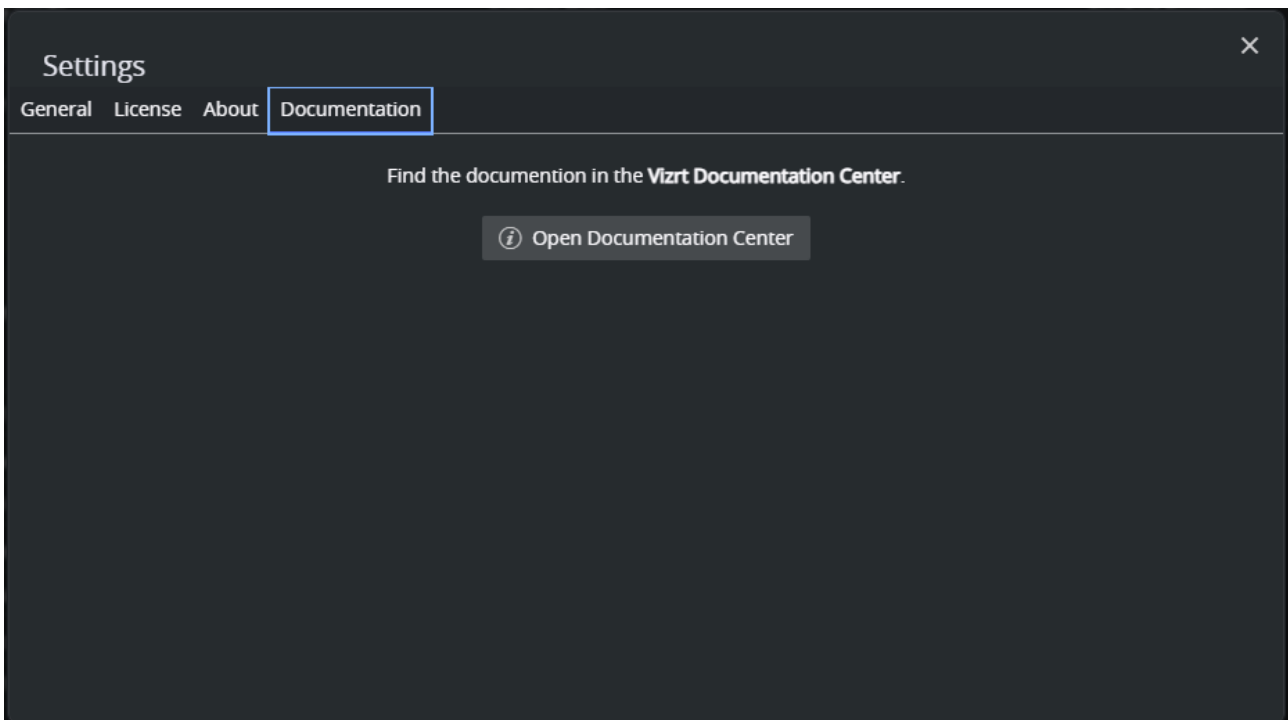 Settings
General License About Documentation
Find the documention in the Vizrt Documentation Center.
Open Documentation Center